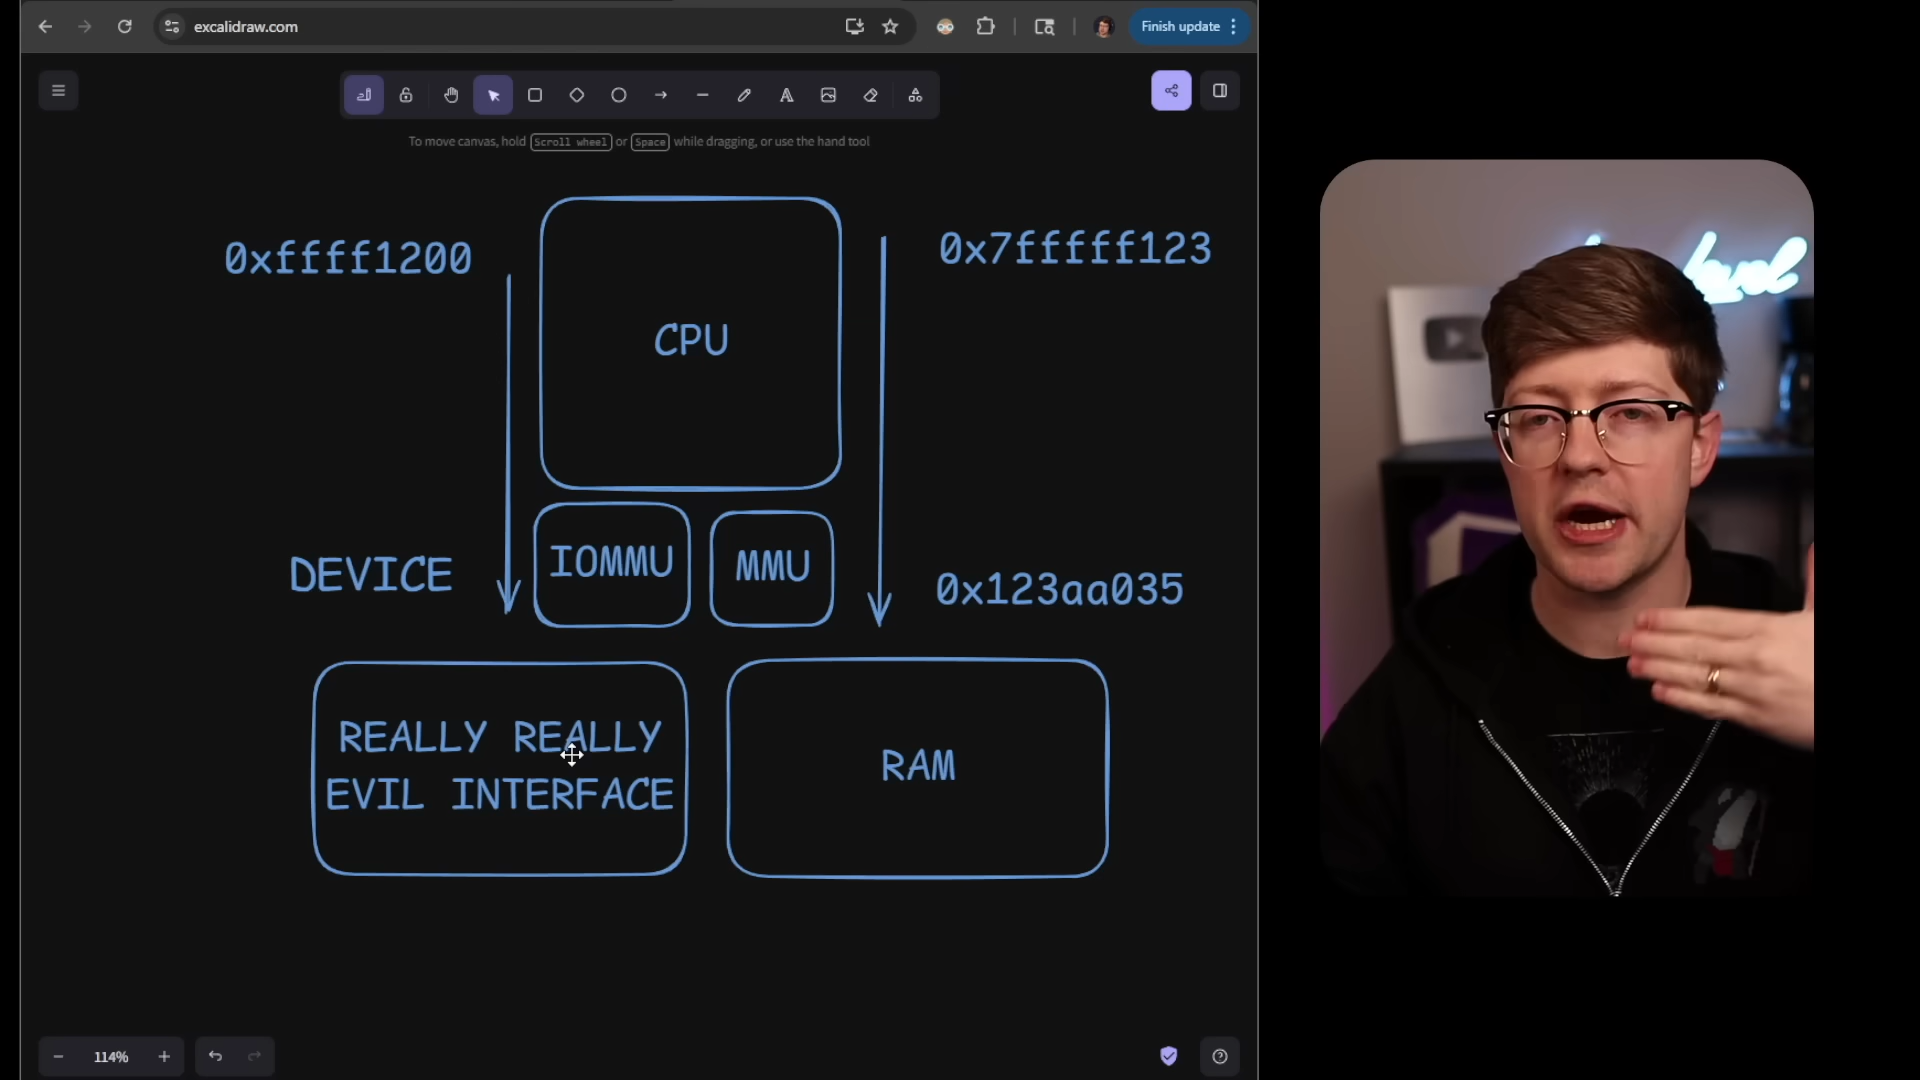 excalidraw.com
Finish update
To move canvas, hold Scroll wheel or Space while dragging, or use the hand tool
0xffff1200
0x7fffff123
CPU
IOMMU
MMU
DEVICE
0x123aa035
REALLY REALLY
EVIL INTERFACE
RAM
114%